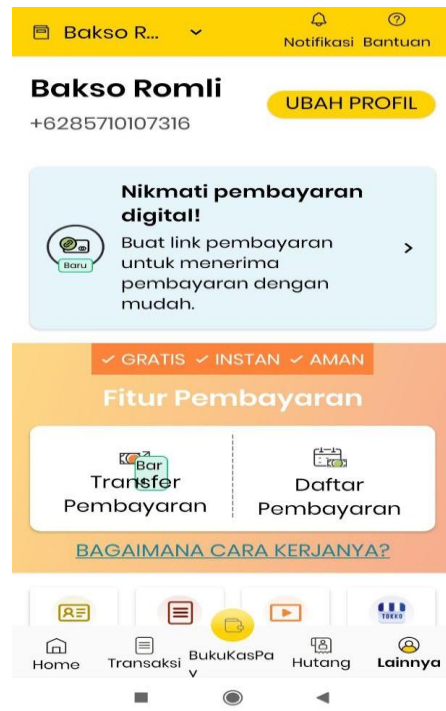 Bakso R...
Notifikasi Bantuan
Bakso Romli
UBAH PROFIL
+6285710107316
Nikmati pembayaran
digital!
Baru
Buat link pembayaran
untuk menerima
pembayaran dengan
mudah.
GRATIS INSTAN AMAN
Fitur Pembayaran
Bar
Transfer
Pembayaran
Daftar
Pembayaran
BAGAIMANA CARA KERJANYA?
TOKKO
Home
Transaksi
BukuKasPa
y
Hutang
Lainnya